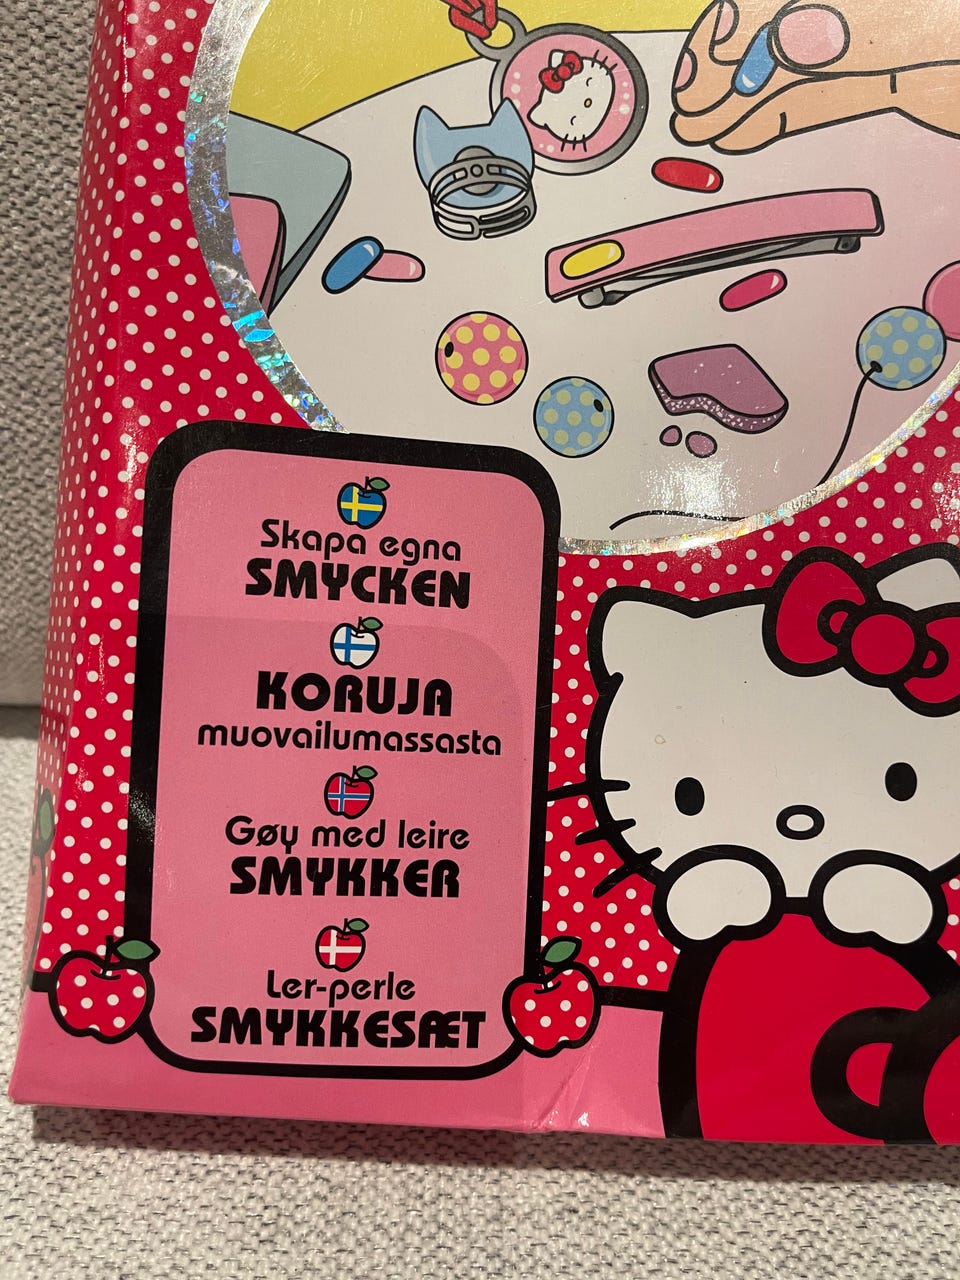 Skapa egna
SMYCKEN
KORUJA
muovailumassasta
Gøy med leire
SMYKKER
Ler-perle
SMYKKESÆT